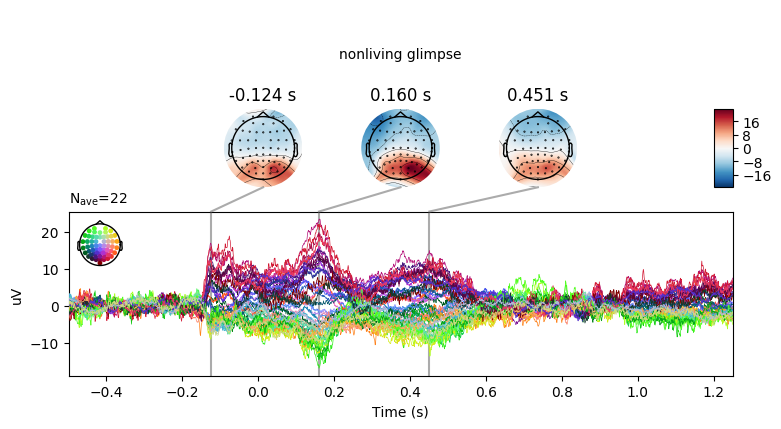 nonliving glimpse
-0.124 s 0.160 s 0.451 s
16
8
0
−8
−16
Nave=22
20
10
0
−10
uV
−0.4 −0.2 0.0 0.2 0.4 0.6 0.8 1.0 1.2
Time (s)